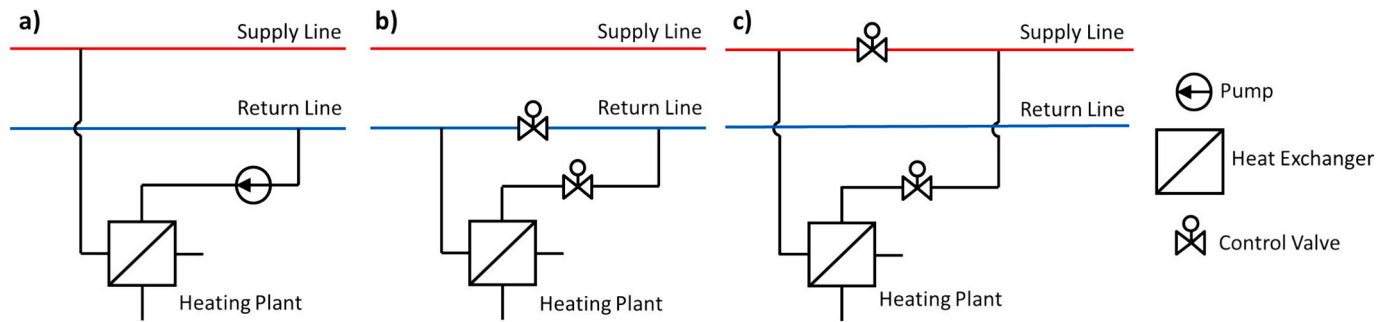 a)
Supply Line
Return Line
Heating Plant
b)
Supply Line
Return Line
Heating Plant
c)
Supply Line
Return Line
Heating Plant
Pump
Heat Exchanger
Control Valve